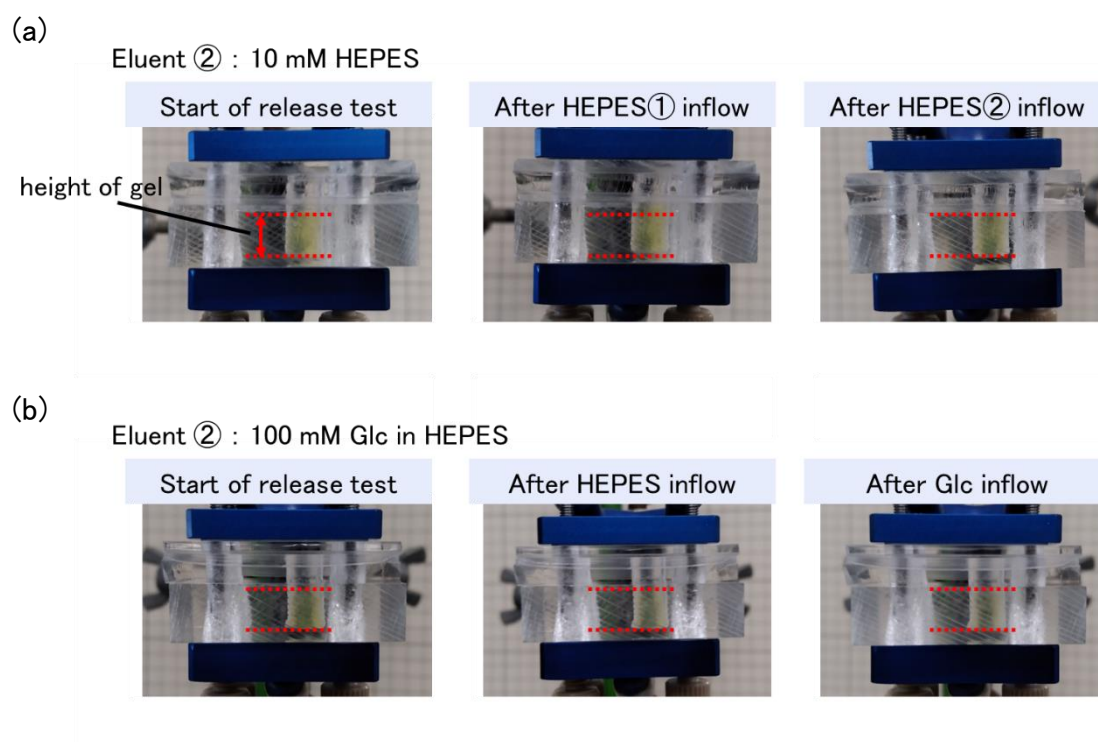 (a)
Eluent ② : 10 mM HEPES
Start of release test
After HEPES① inflow
After HEPES② inflow
height of gel
(b)
Eluent ② : 100 mM Glc in HEPES
Start of release test
After HEPES inflow
After Glc inflow